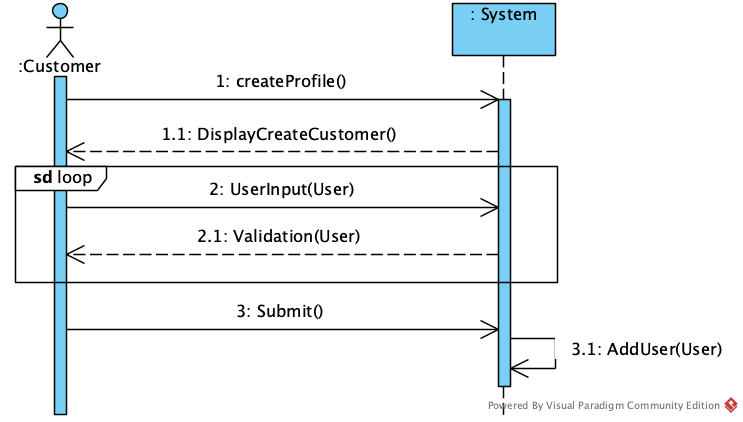 : System
:Customer
1: createProfile()
1.1: DisplayCreateCustomer()
sd loop
2: UserInput(User)
2.1: Validation(User)
3: Submit()
3.1: AddUser(User)
Powered By Visual Paradigm Community Edition